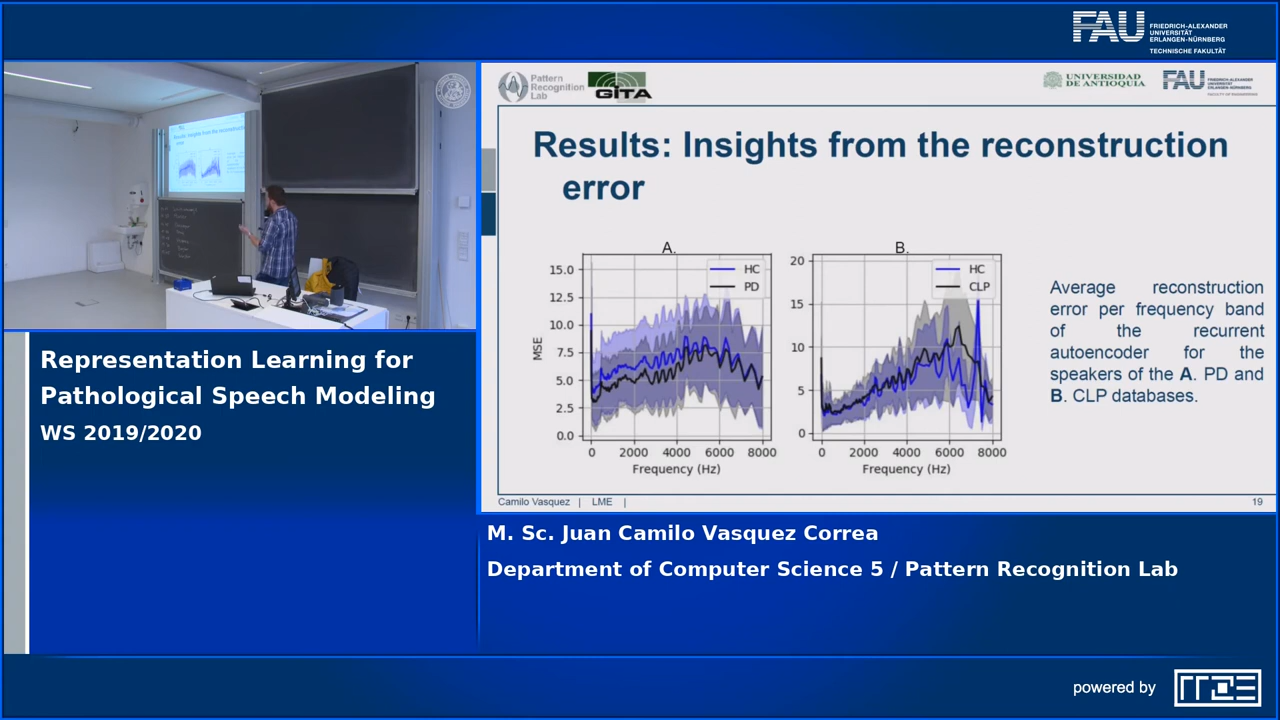 FAU
FRIEDRICH-ALEXANDER
UNIVERSITÄT
ERLANGEN-NÜRNBERG
TECHNISCHE FAKULTÄT
Pattern
Recognition
Lab
GITA
UNIVERSIDAD
DE ANTIOQUIA
FAU
FRIEDRICH-ALEXANDER
UNIVERSITÄT
ERLANGEN-NÜRNBERG
FACULTY OF ENGINEERING
Results: Insights from the reconstruction
error
A.
HC
PD
15.0
12.5
10.0
7.5
5.0
2.5
0.0
MSE
0 2000 4000 6000 8000
Frequency (Hz)
B.
HC
CLP
20
15
10
5
0
0 2000 4000 6000 8000
Frequency (Hz)
Average reconstruction
error per frequency band
of the recurrent
autoencoder for the
speakers of the A. PD and
B. CLP databases.
Camilo Vasquez | LME |
19
Representation Learning for
Pathological Speech Modeling
WS 2019/2020
M. Sc. Juan Camilo Vasquez Correa
Department of Computer Science 5 / Pattern Recognition Lab
powered by